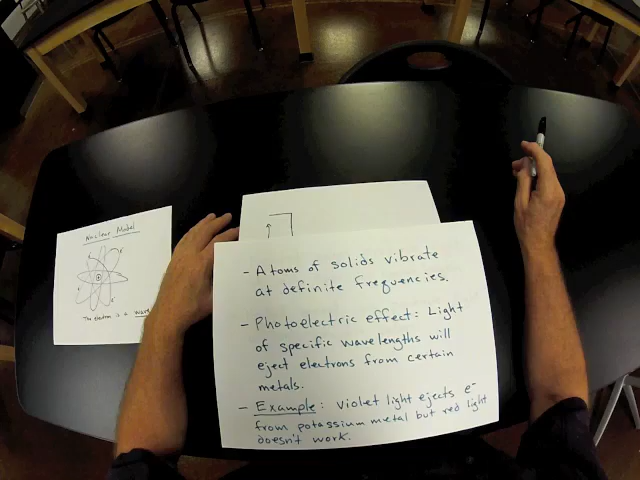 Nuclear Model
e⁻
e⁻
e⁻
The electron is a wave
- Atoms of solids vibrate
at definite frequencies.
- Photoelectric effect: Light
of specific wavelengths will
eject electrons from certain
metals.
- Example: violet light ejects e⁻
from potassium metal but red light
doesn't work.